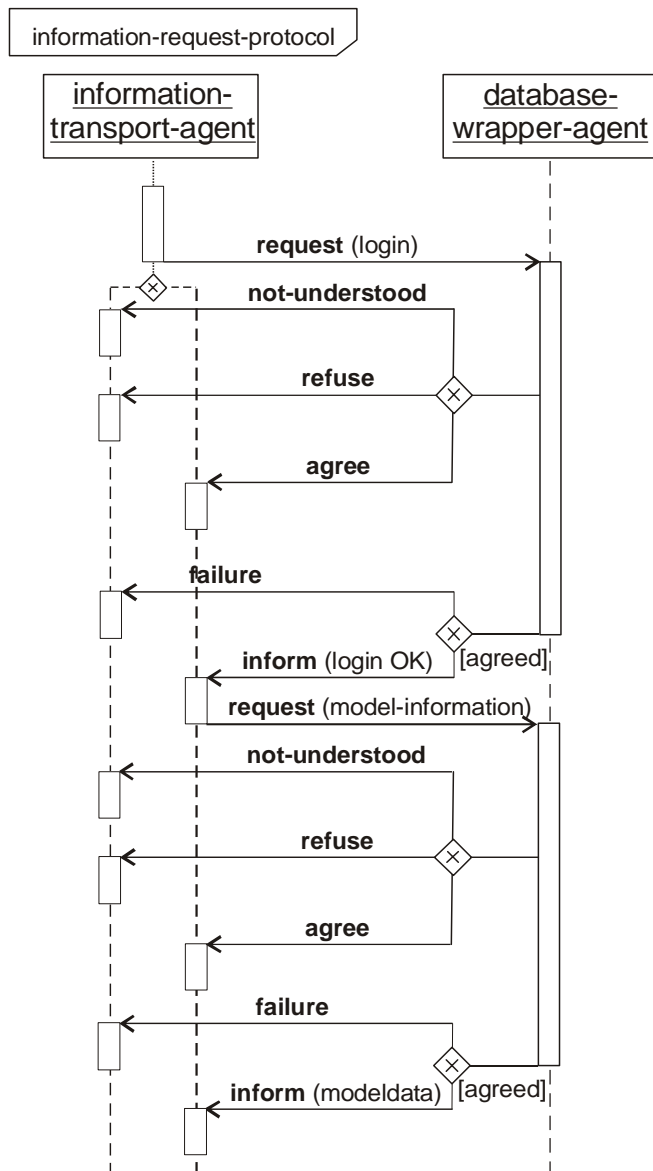 information-request-protocol
information-
transport-agent
database-
wrapper-agent
request (login)
not-understood
refuse
agree
failure
[agreed]
inform (login OK)
request (model-information)
not-understood
refuse
agree
failure
[agreed]
inform (modeldata)